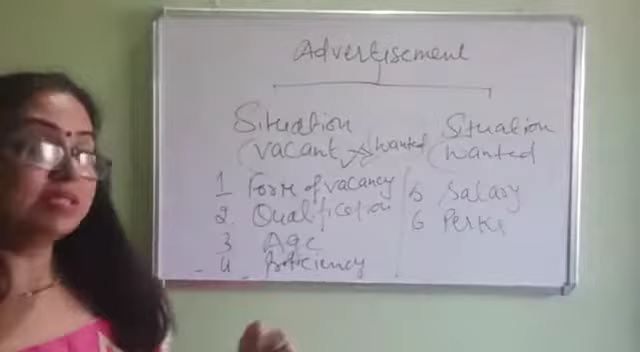 Advertisement
Situation
(vacant
Wanted
Situation
(Wanted
1 Form of vacancy
2. Qualification
3 Age
4 Proficiency
5 Salary
6 Perks